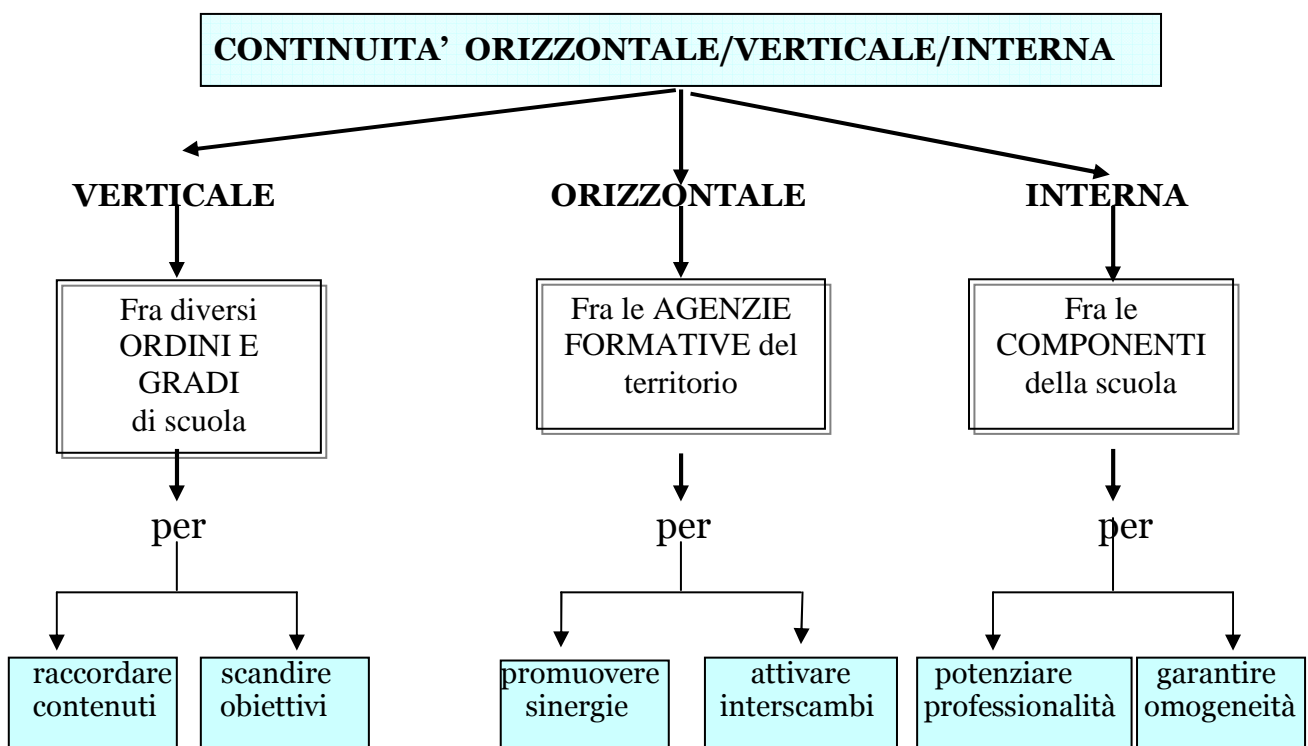 CONTINUITA’ ORIZZONTALE/VERTICALE/INTERNA
VERTICALE
ORIZZONTALE
INTERNA
Fra diversi
ORDINI E
GRADI
di scuola
Fra le AGENZIE
FORMATIVE del
territorio
Fra le
COMPONENTI
della scuola
per
per
per
raccordare
contenuti
scandire
obiettivi
promuovere
sinergie
attivare
interscambi
potenziare
professionalità
garantire
omogeneità